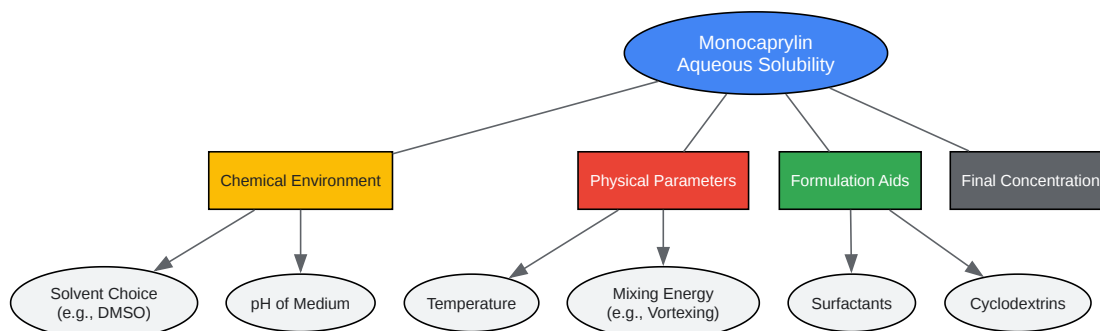 Monocaprylin
Aqueous Solubility
Chemical Environment
Physical Parameters
Formulation Aids
Final Concentration
Solvent Choice
(e.g., DMSO)
pH of Medium
Temperature
Mixing Energy
(e.g., Vortexing)
Surfactants
Cyclodextrins